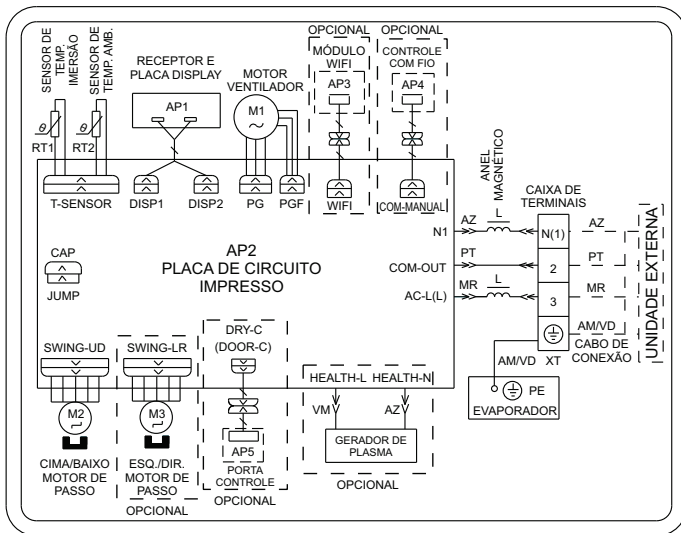 SENSOR DE
TEMP.
IMERSÃO
SENSOR DE
TEMP. AMB.
RECEPTOR E
PLACA DISPLAY
AP1
MOTOR
VENTILADOR
M1
OPCIONAL
MÓDULO
WIFI
AP3
OPCIONAL
CONTROLE
COM FIO
AP4
θ
RT1
θ
RT2
T-SENSOR
DISP1
DISP2
PG
PGF
WIFI
COM-MANUAL
ANEL
MAGNÉTICO
CAIXA DE
TERMINAIS
N1
AZ
L
N(1)
AZ
COM-OUT
PT
2
PT
AC-L(L)
MR
L
3
MR
AM/VD
UNIDADE EXTERNA
CABO DE
CONEXÃO
AM/VD
XT
PE
EVAPORADOR
AP2
PLACA DE CIRCUITO
IMPRESSO
CAP
JUMP
SWING-UD
M2
CIMA/BAIXO
MOTOR DE
PASSO
SWING-LR
M3
ESQ./DIR.
MOTOR DE
PASSO
OPCIONAL
DRY-C
(DOOR-C)
AP5
PORTA
CONTROLE
OPCIONAL
HEALTH-L
HEALTH-N
VM
AZ
GERADOR DE
PLASMA
OPCIONAL